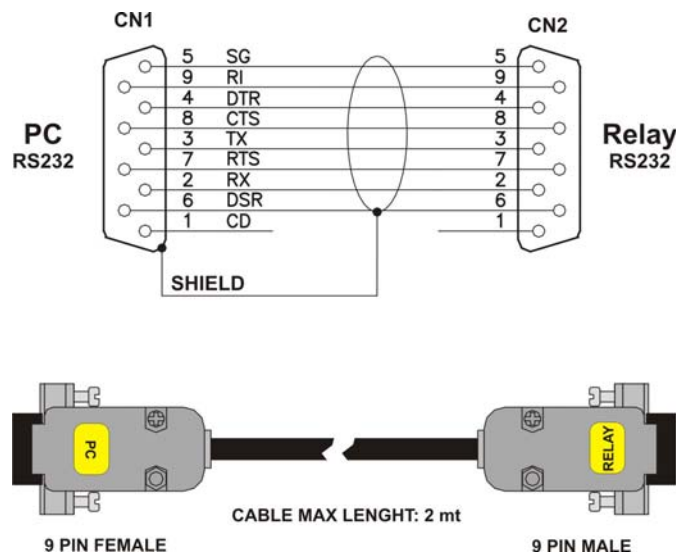 CN1
CN2
5 SG 5
9 RI 9
4 DTR 4
8 CTS 8
3 TX 3
7 RTS 7
2 RX 2
6 DSR 6
1 CD 1
PC
RS232
Relay
RS232
SHIELD
PC
RELAY
CABLE MAX LENGHT: 2 mt
9 PIN FEMALE
9 PIN MALE